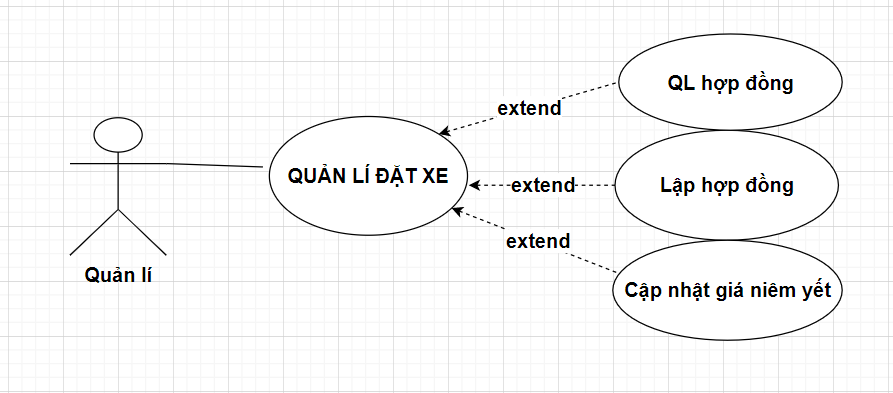 QL hợp đồng
extend
QUẢN LÍ ĐẶT XE
extend
Lập hợp đồng
extend
Quản lí
Cập nhật giá niêm yết